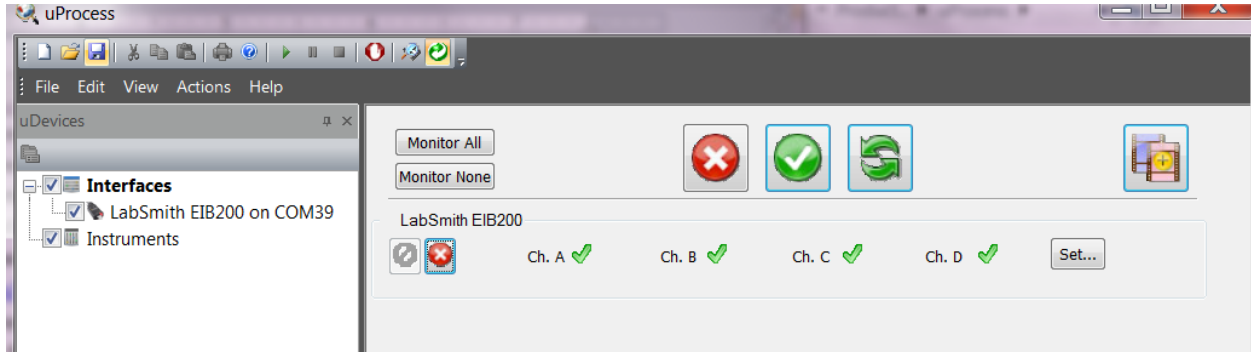 uProcess
File Edit View Actions Help
uDevices
Monitor All
Monitor None
Interfaces
LabSmith EIB200 on COM39
Instruments
LabSmith EIB200
Ch. A Ch. B Ch. C Ch. D Set...